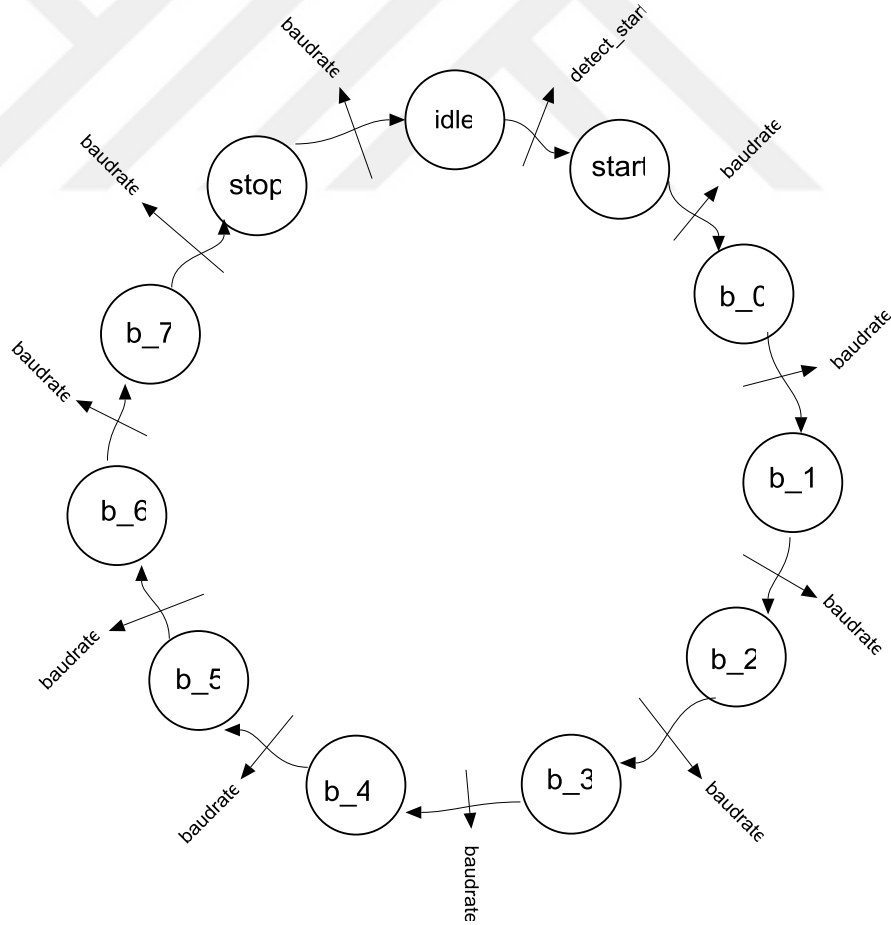 idle
detect_start
start
baudrate
b_0
baudrate
b_1
baudrate
b_2
baudrate
b_3
baudrate
b_4
baudrate
b_5
baudrate
b_6
baudrate
b_7
baudrate
stop
baudrate